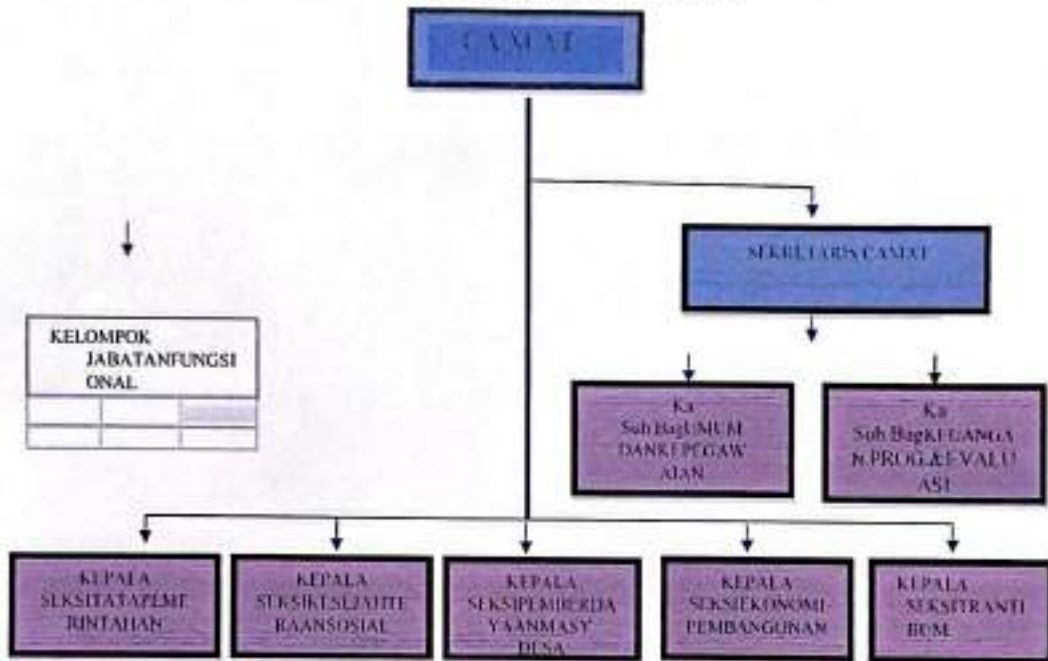 CAMAT
SEKRETARIS CAMAT
KELOMPOK
JABATANFUNGSI
ONAL
Ka
Sub BagUMUM
DANKEPEGAW
AIAN
Ka
Sub BagKEUANGA
N,PROG,&EVALU
ASI
KEPALA
SEKSITATAPEME
RINTAHAN
KEPALA
SEKSIKESEJAHTE
RAANSOSIAL
KEPALA
SEKSIPEMBERDA
YAANMASY
DESA
KEPALA
SEKSIEKONOMI-
PEMBANGUNAN
KEPALA
SEKSITRANTI
BUM.